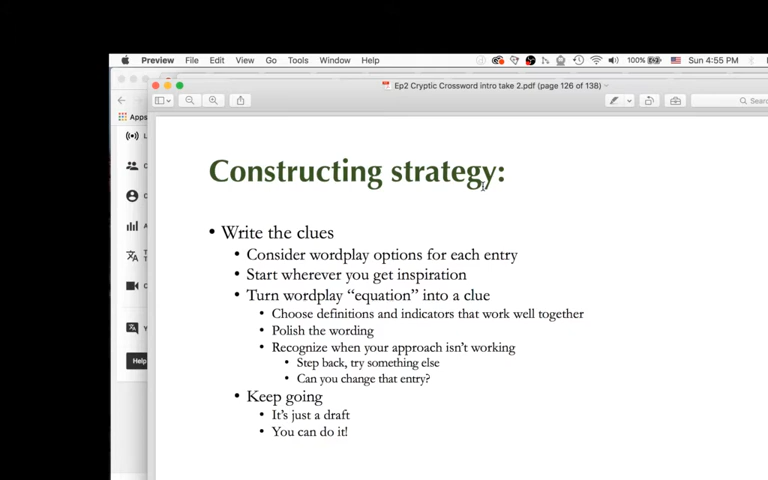 Preview File Edit View Go Tools Window Help 100% Sun 4:55 PM
Ep2 Cryptic Crossword intro take 2.pdf (page 126 of 138)
Apps
Constructing strategy:
• Write the clues
• Consider wordplay options for each entry
• Start wherever you get inspiration
• Turn wordplay “equation” into a clue
• Choose definitions and indicators that work well together
• Polish the wording
• Recognize when your approach isn't working
• Step back, try something else
• Can you change that entry?
• Keep going
• It's just a draft
• You can do it!
Help